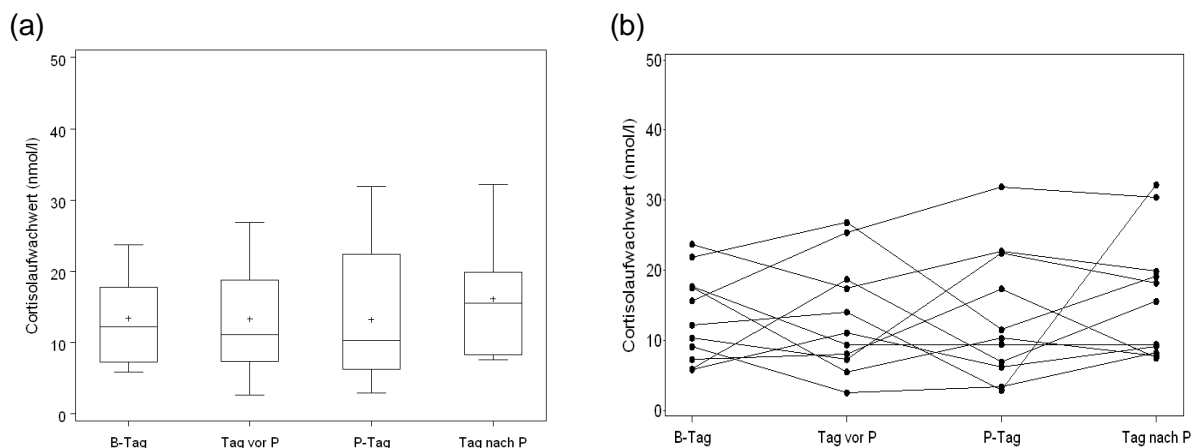 (a)
Cortisolaufwachwert (nmol/l)
50
40
30
20
10
0
B-Tag
Tag vor P
P-Tag
Tag nach P
(b)
Cortisolaufwachwert (nmol/l)
50
40
30
20
10
0
B-Tag
Tag vor P
P-Tag
Tag nach P